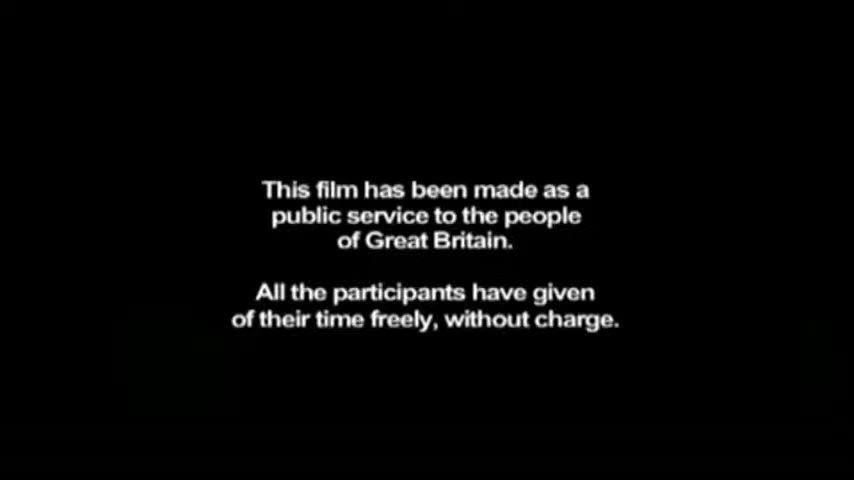 This film has been made as a
public service to the people
of Great Britain.
All the participants have given
of their time freely, without charge.